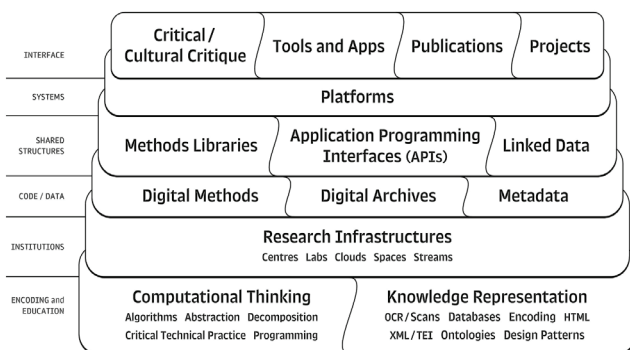 INTERFACE
Critical /
Cultural Critique
Tools and Apps
Publications
Projects
SYSTEMS
Platforms
SHARED
STRUCTURES
Methods Libraries
Application Programming
Interfaces (APIs)
Linked Data
CODE / DATA
Digital Methods
Digital Archives
Metadata
INSTITUTIONS
Research Infrastructures
Centres Labs Clouds Spaces Streams
ENCODING and
EDUCATION
Computational Thinking
Algorithms Abstraction Decomposition
Critical Technical Practice Programming
Knowledge Representation
OCR/Scans Databases Encoding HTML
XML/TEI Ontologies Design Patterns